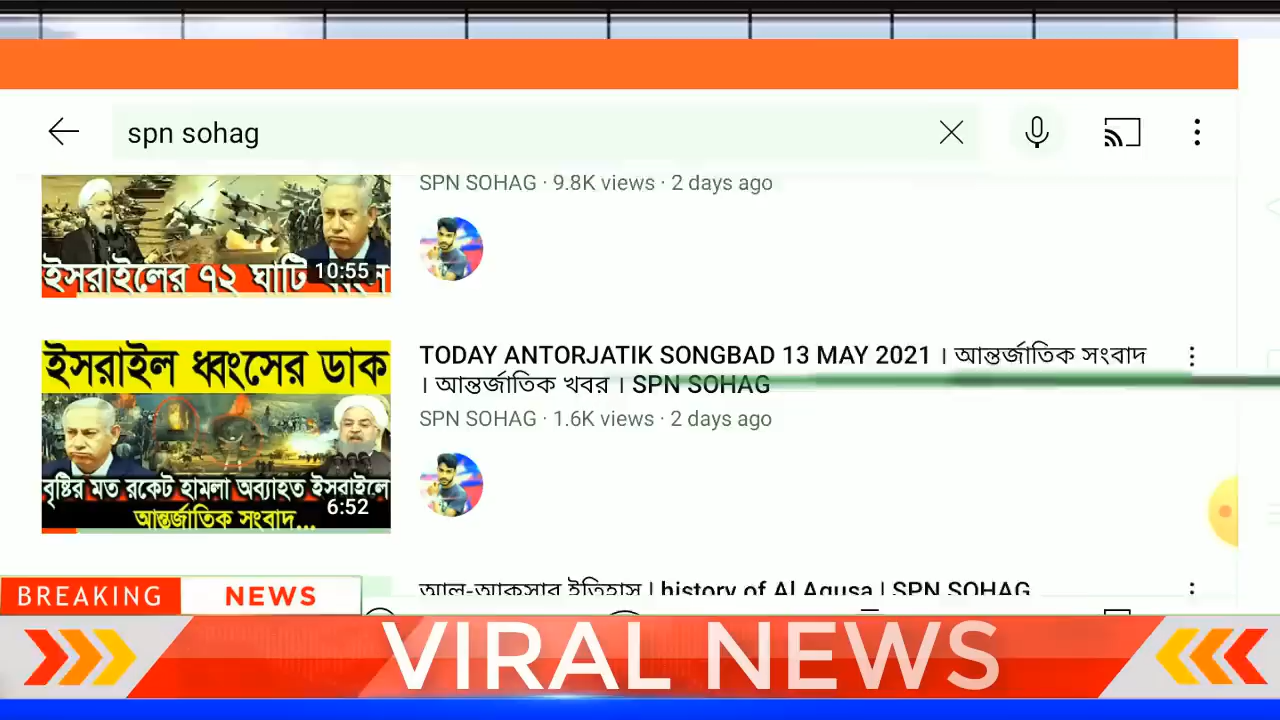 spn sohag
SPN SOHAG · 9.8K views · 2 days ago
ইসরাইলের ৭২ ঘাটি
10:55
ইসরাইল ধ্বংসের ডাক
বৃষ্টির মত রকেট হামলা অব্যাহত ইসরাইলে
6:52
আন্তর্জাতিক সংবাদ...
TODAY ANTORJATIK SONGBAD 13 MAY 2021 । আন্তর্জাতিক সংবাদ
। আন্তর্জাতিক খবর । SPN SOHAG
SPN SOHAG · 1.6K views · 2 days ago
আল-আকসার ইতিহাস | history of Al Aqusa | SPN SOHAG
BREAKING NEWS
VIRAL NEWS